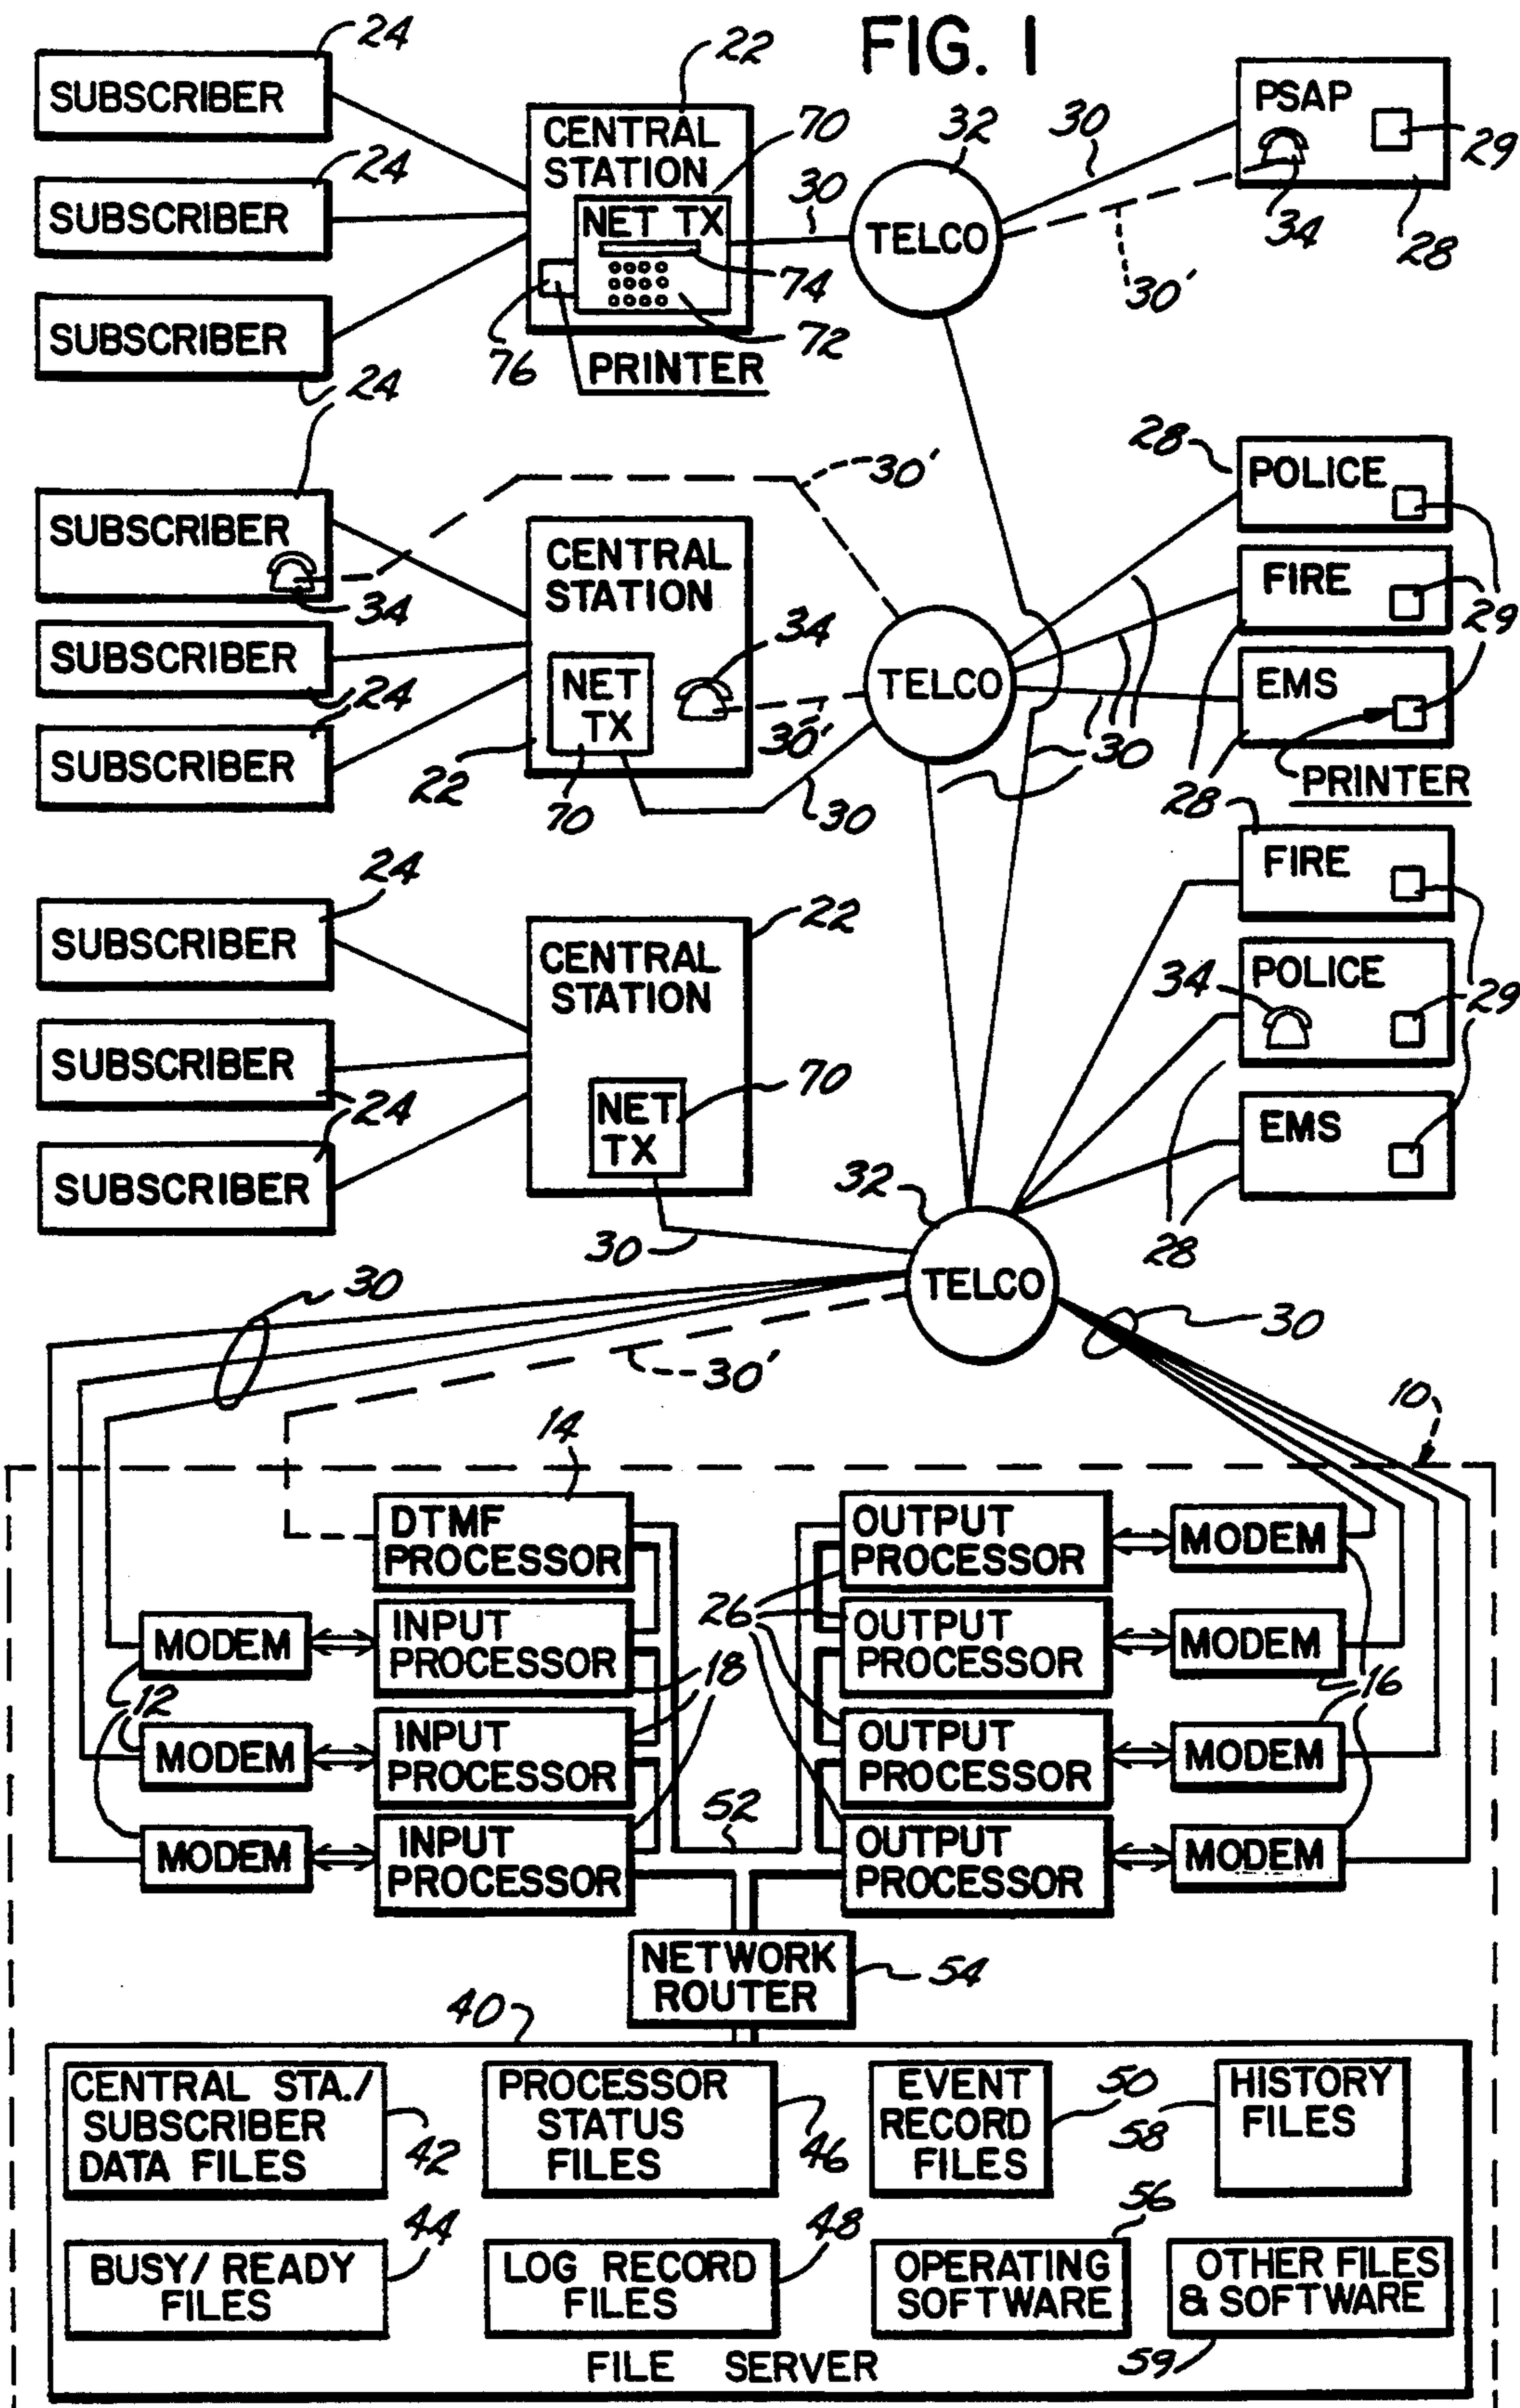 FIG. 1
24
SUBSCRIBER
24
SUBSCRIBER
SUBSCRIBER
24
22
CENTRAL
STATION
70
NET TX
74
72
76
PRINTER
30
32
TELCO
30
30'
PSAP
34
29
28
SUBSCRIBER
34
SUBSCRIBER
24
SUBSCRIBER
30'
CENTRAL
STATION
NET
TX
34
30'
22
70
30
TELCO
30
28
POLICE
FIRE
29
EMS
28
PRINTER
24
SUBSCRIBER
SUBSCRIBER
24
SUBSCRIBER
22
CENTRAL
STATION
NET
TX
70
30
32
TELCO
FIRE
34
POLICE
29
EMS
28
30
30'
30
10
14
DTMF
PROCESSOR
OUTPUT
PROCESSOR
MODEM
MODEM
INPUT
PROCESSOR
26
OUTPUT
PROCESSOR
MODEM
12
18
16
MODEM
INPUT
PROCESSOR
OUTPUT
PROCESSOR
MODEM
52
MODEM
INPUT
PROCESSOR
OUTPUT
PROCESSOR
MODEM
NETWORK
ROUTER
54
40
CENTRAL STA./
SUBSCRIBER
DATA FILES
42
PROCESSOR
STATUS
FILES
46
EVENT
RECORD
FILES
50
58
HISTORY
FILES
BUSY/READY
FILES
44
LOG RECORD
FILES
48
OPERATING
SOFTWARE
56
OTHER FILES
& SOFTWARE
59
FILE SERVER